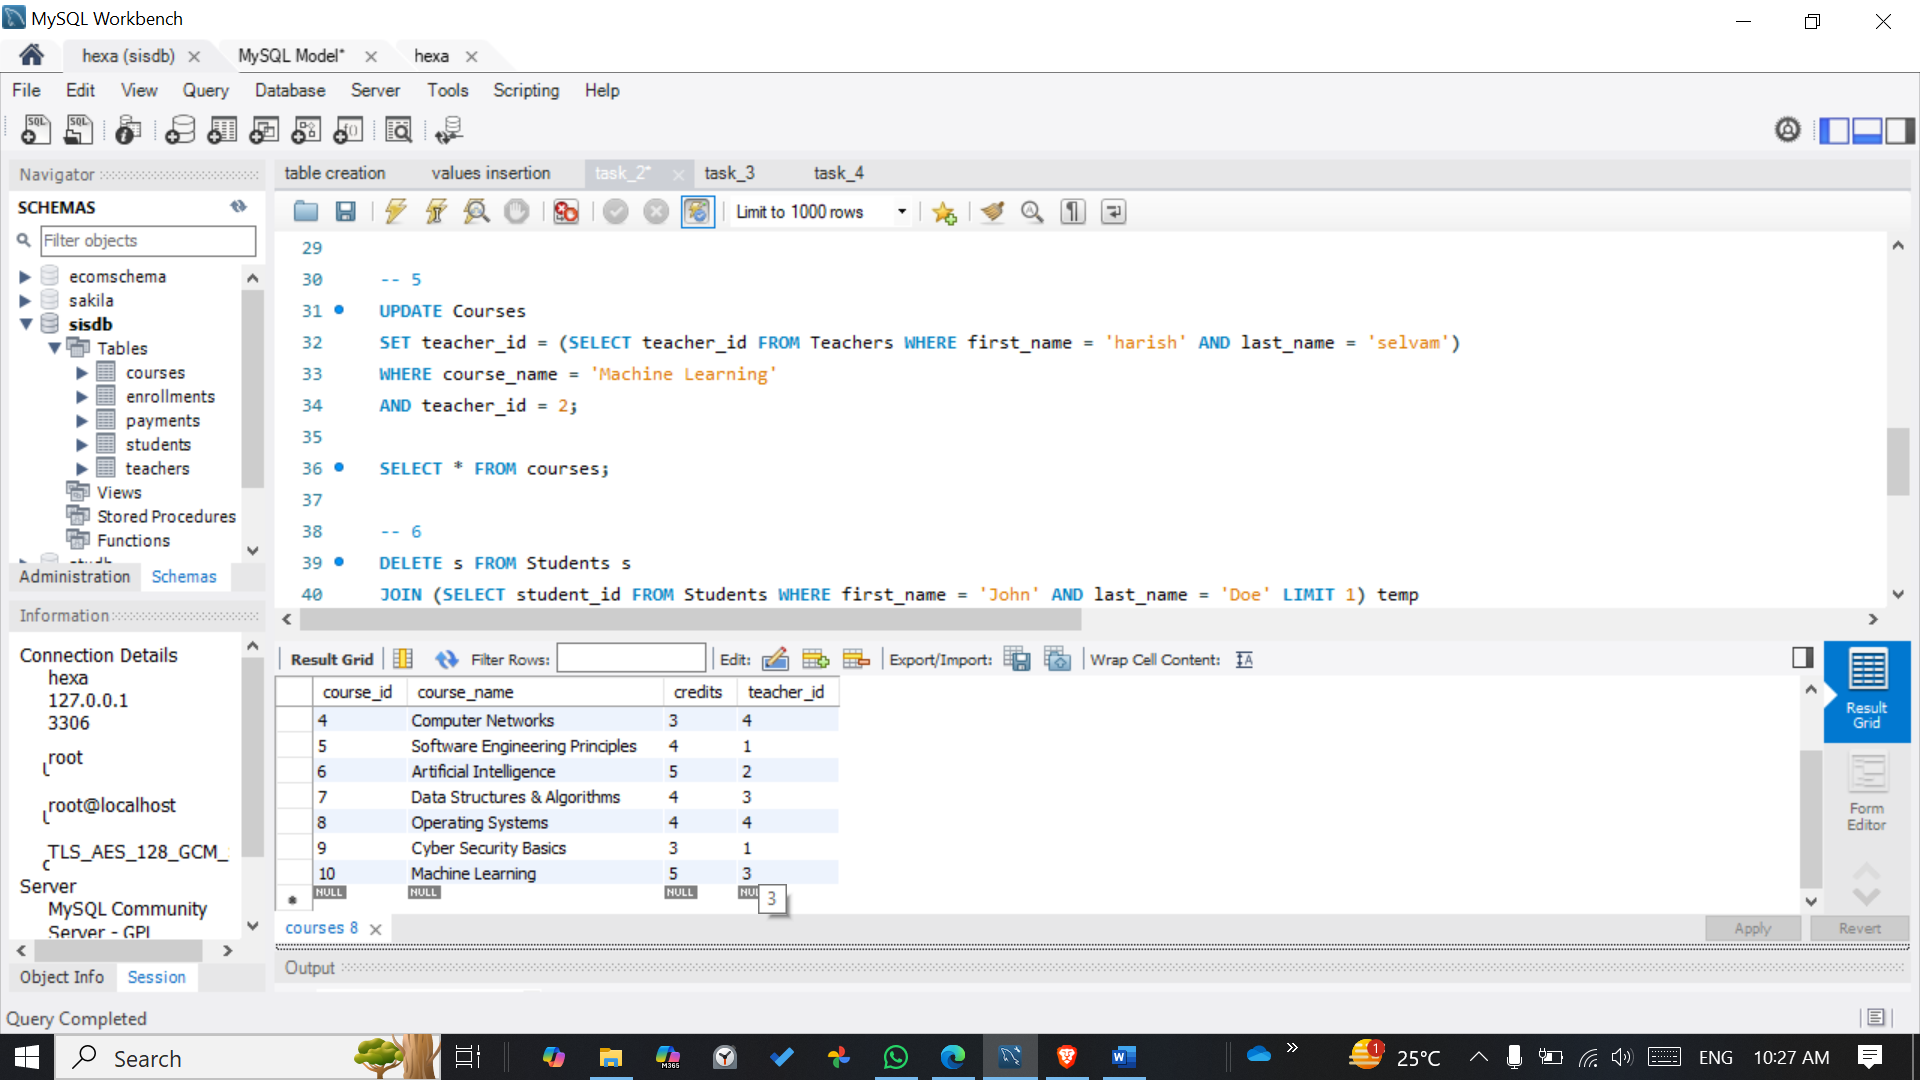 MySQL Workbench
hexa (sisdb)
MySQL Model*
hexa
File Edit View Query Database Server Tools Scripting Help
Navigator
SCHEMAS
Filter objects
ecomschema
sakila
sisdb
Tables
courses
enrollments
payments
students
teachers
Views
Stored Procedures
Functions
Administration Schemas
Information
Connection Details
hexa
127.0.0.1
3306
root
root@localhost
TLS_AES_128_GCM_
Server
MySQL Community
Server - GPL
Object Info Session
table creation values insertion task_2* task_3 task_4
Limit to 1000 rows
29
30 -- 5
31 UPDATE Courses
32 SET teacher_id = (SELECT teacher_id FROM Teachers WHERE first_name = 'harish' AND last_name = 'selvam')
33 WHERE course_name = 'Machine Learning'
34 AND teacher_id = 2;
35
36 SELECT * FROM courses;
37
38 -- 6
39 DELETE s FROM Students s
40 JOIN (SELECT student_id FROM Students WHERE first_name = 'John' AND last_name = 'Doe' LIMIT 1) temp
Result Grid Filter Rows: Edit: Export/Import: Wrap Cell Content:
course_id course_name credits teacher_id
4 Computer Networks 3 4
5 Software Engineering Principles 4 1
6 Artificial Intelligence 5 2
7 Data Structures & Algorithms 4 3
8 Operating Systems 4 4
9 Cyber Security Basics 3 1
10 Machine Learning 5 3
NULL NULL NULL
3
Result
Grid
Form
Editor
courses 8
Apply Revert
Output
Query Completed
Search
M365
1
25°C
ENG
10:27 AM